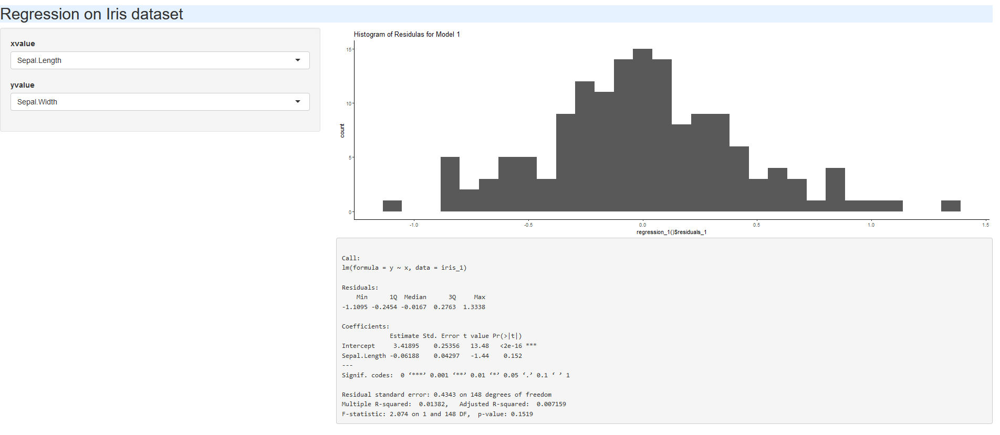 Regression on Iris dataset
xvalue
Sepal.Length
yvalue
Sepal.Width
Histogram of Residulas for Model 1
15
10
5
0
count
-1.0 -0.5 0.0 0.5 1.0 1.5
regression_1()$residuals_1
Call:
lm(formula = y ~ x, data = iris_1)
Residuals:
    Min      1Q  Median      3Q     Max
-1.1095 -0.2454 -0.0167  0.2763  1.3338
Coefficients:
             Estimate Std. Error t value Pr(>|t|)
Intercept     3.41895    0.25356   13.48   <2e-16 ***
Sepal.Length -0.06188    0.04297   -1.44    0.152
---
Signif. codes:  0 ‘***’ 0.001 ‘**’ 0.01 ‘*’ 0.05 ‘.’ 0.1 ‘ ’ 1
Residual standard error: 0.4343 on 148 degrees of freedom
Multiple R-squared:  0.01382,   Adjusted R-squared:  0.007159
F-statistic: 2.074 on 1 and 148 DF,  p-value: 0.1519